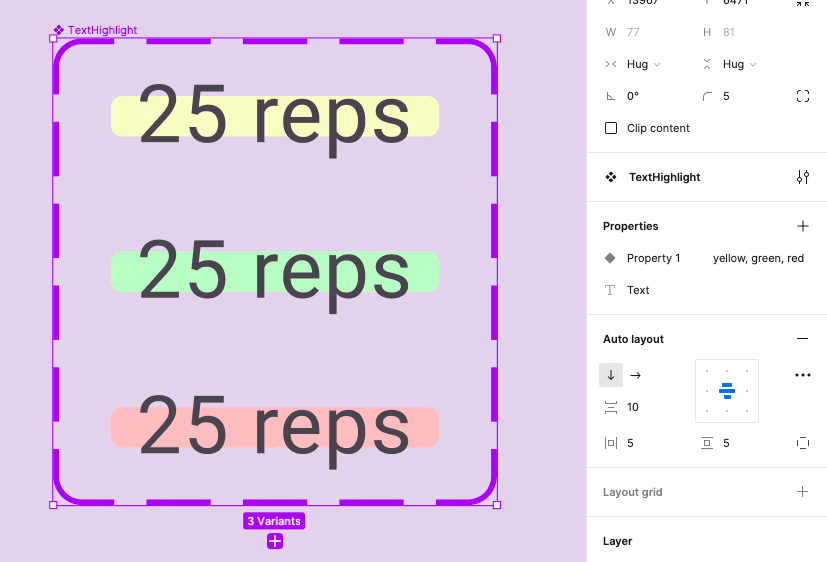 TextHighlight
25 reps
25 reps
25 reps
3 Variants
X 13967 Y 6471
W 77 H 81
Hug Hug
0° 5
Clip content
TextHighlight
Properties
Property 1 yellow, green, red
Text
Auto layout
10
5 5
Layout grid
Layer